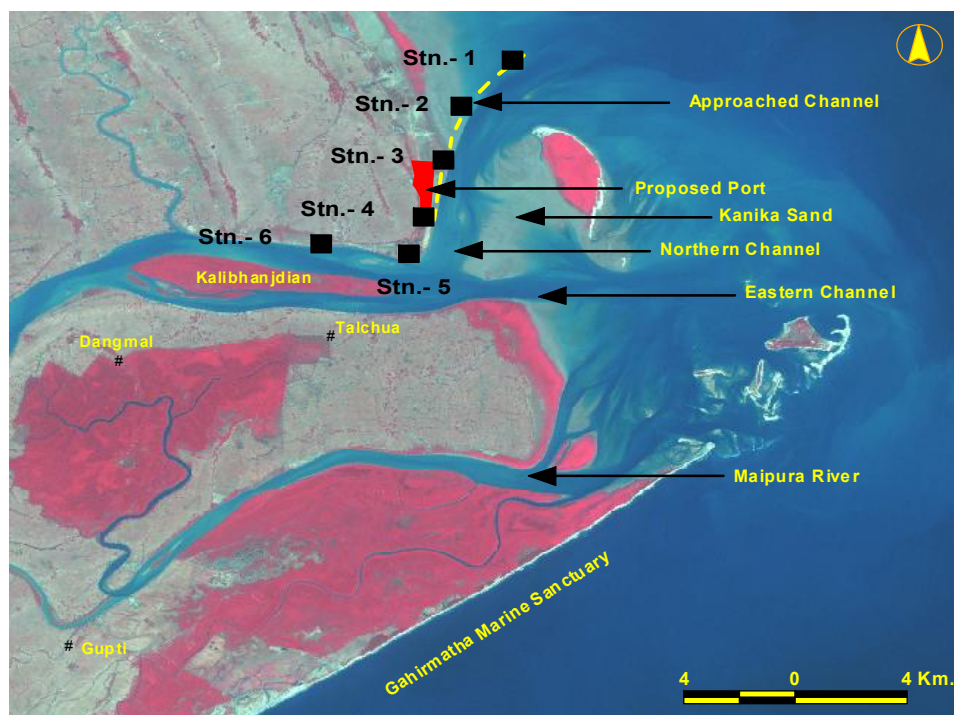 Stn.- 1
Stn.- 2
Approached Channel
Stn.- 3
Proposed Port
Stn.- 4
Kanika Sand
Stn.- 6
Northern Channel
Kalibhanjdian
Stn.- 5
Eastern Channel
Talchua
#
Dangmal
#
Maipura River
Gahirmatha Marine Sanctuary
#
Gupti
4 0 4 Km.